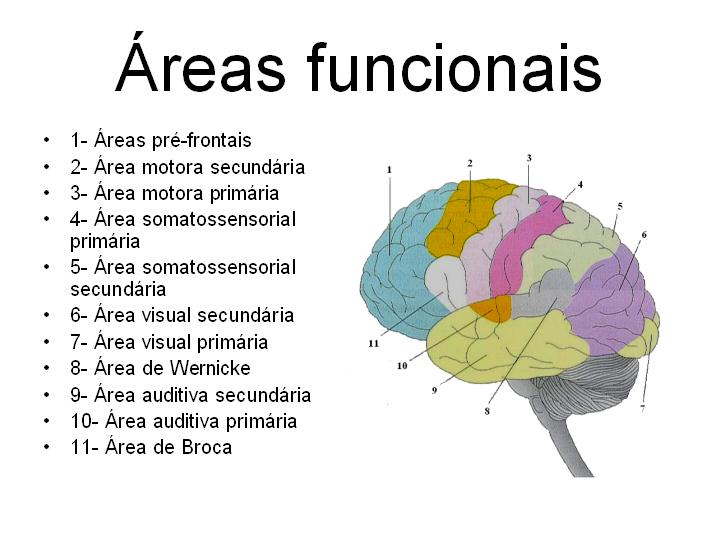 Áreas funcionais
• 1- Áreas pré-frontais
• 2- Área motora secundária
• 3- Área motora primária
• 4- Área somatossensorial
primária
• 5- Área somatossensorial
secundária
• 6- Área visual secundária
• 7- Área visual primária
• 8- Área de Wernicke
• 9- Área auditiva secundária
• 10- Área auditiva primária
• 11- Área de Broca
1
2
3
4
5
6
11
10
9
8
7